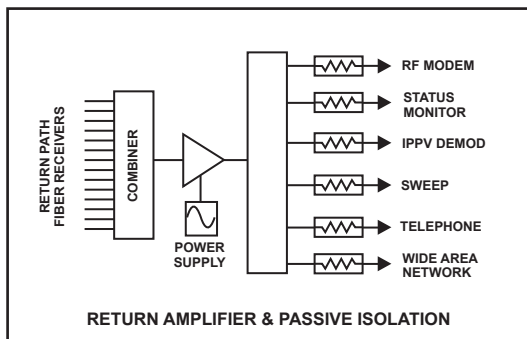 RETURN PATH
FIBER RECEIVERS
COMBINER
POWER
SUPPLY
RF MODEM
STATUS
MONITOR
IPPV DEMOD
SWEEP
TELEPHONE
WIDE AREA
NETWORK
RETURN AMPLIFIER & PASSIVE ISOLATION